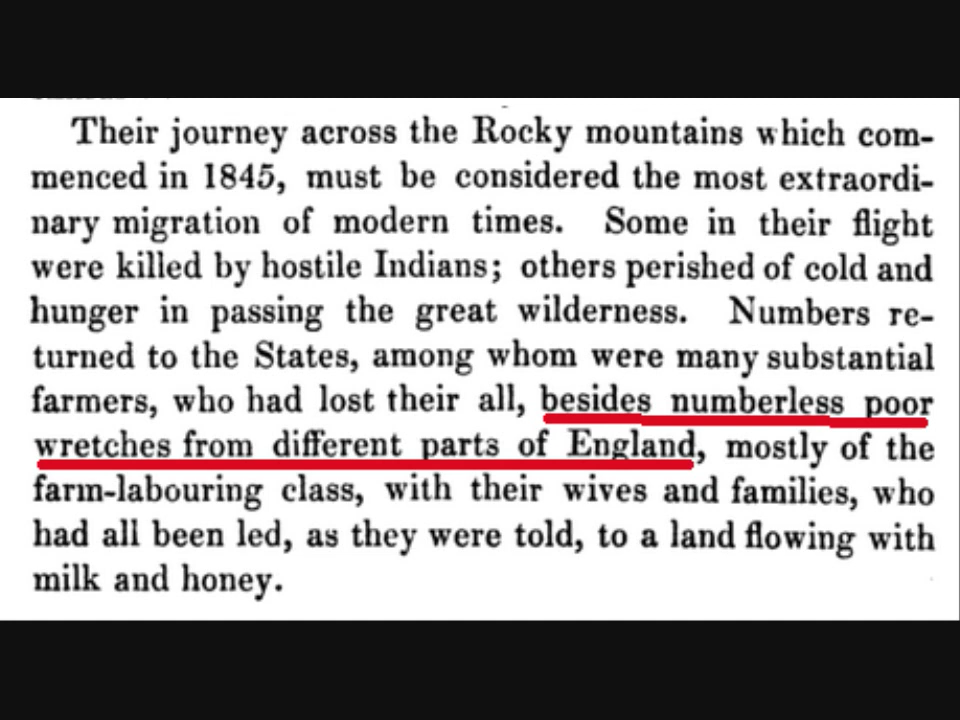 Their journey across the Rocky mountains which com-
menced in 1845, must be considered the most extraordi-
nary migration of modern times. Some in their flight
were killed by hostile Indians; others perished of cold and
hunger in passing the great wilderness. Numbers re-
turned to the States, among whom were many substantial
farmers, who had lost their all, besides numberless poor
wretches from different parts of England, mostly of the
farm-labouring class, with their wives and families, who
had all been led, as they were told, to a land flowing with
milk and honey.